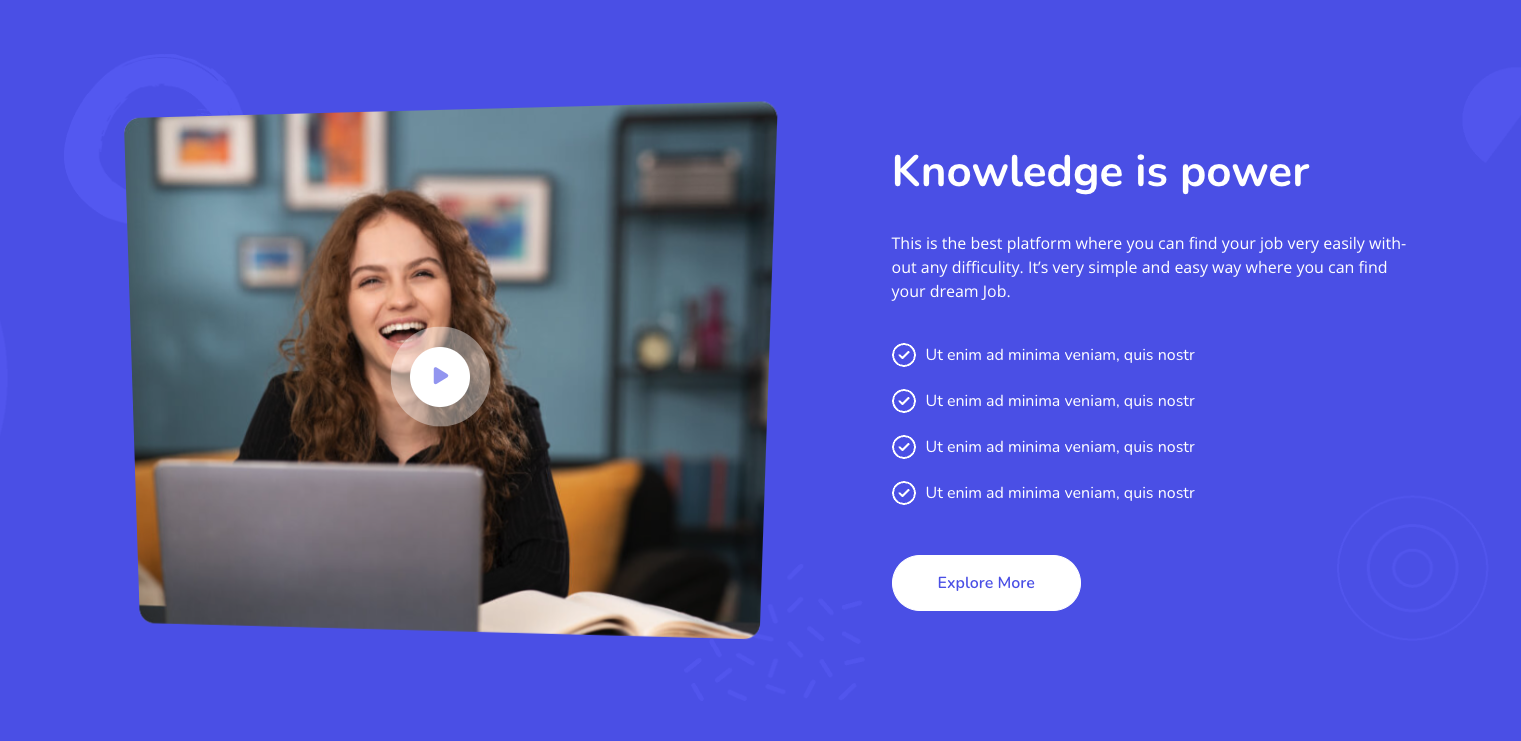 Knowledge is power
This is the best platform where you can find your job very easily with-
out any difficulity. It’s very simple and easy way where you can find
your dream Job.
Ut enim ad minima veniam, quis nostr
Ut enim ad minima veniam, quis nostr
Ut enim ad minima veniam, quis nostr
Ut enim ad minima veniam, quis nostr
Explore More